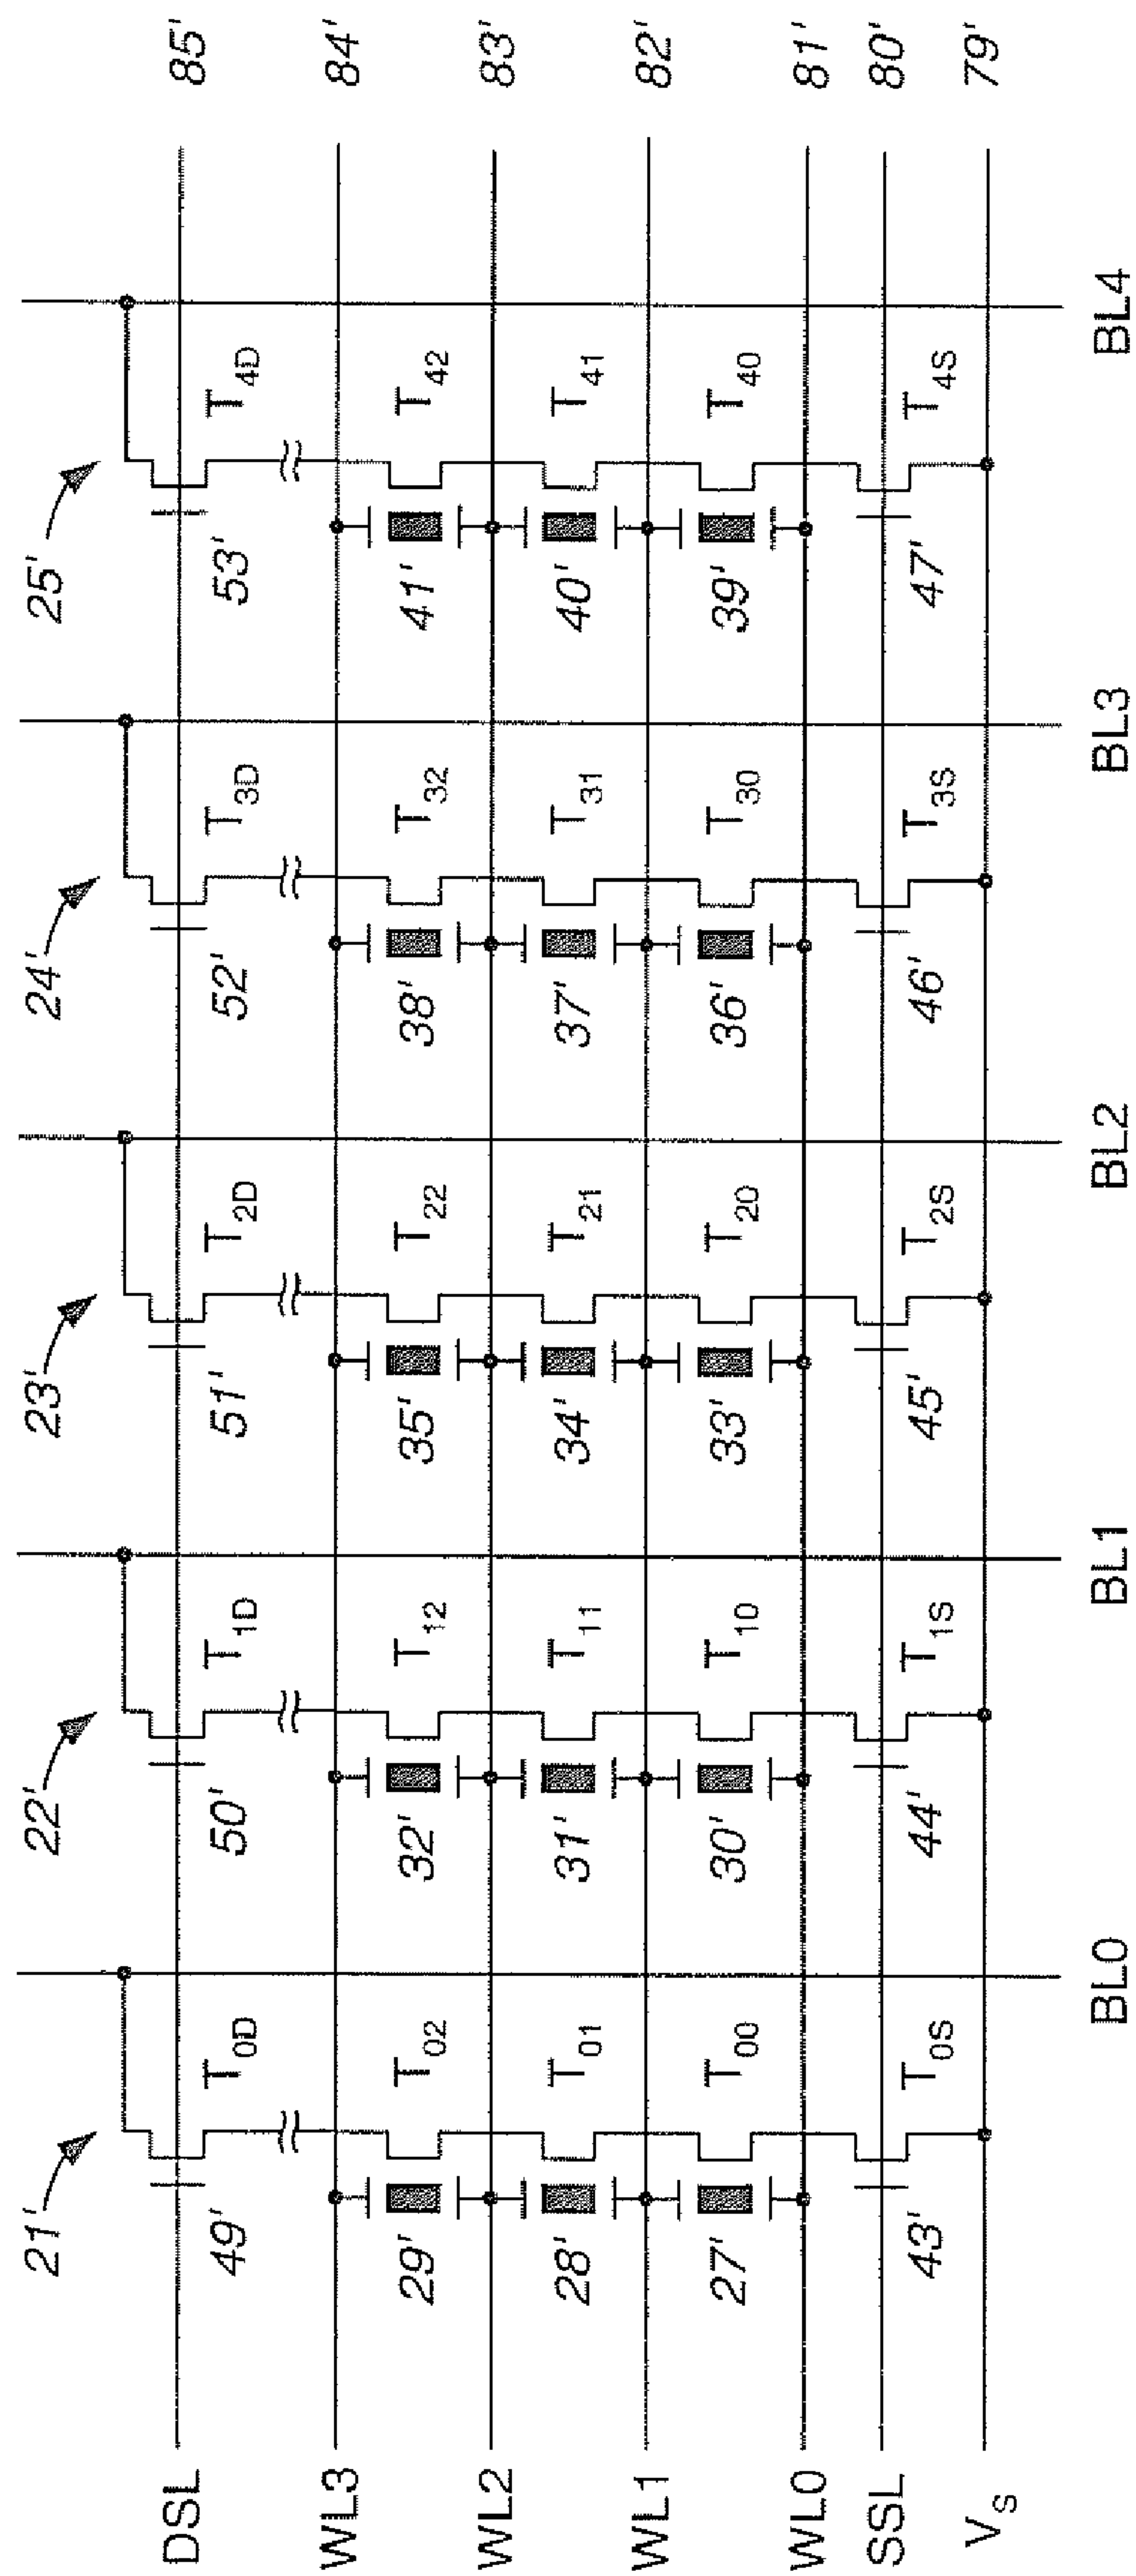 21' 22' 23' 24' 25'
DSL 85'
49' T0D 50' T1D 51' T2D 52' T3D 53' T4D
WL3 84'
29' T02 32' T12 35' T22 38' T32 41' T42
WL2 83'
28' T01 31' T11 34' T21 37' T31 40' T41
WL1 82'
27' T00 30' T10 33' T20 36' T30 39' T40
WL0 81'
SSL 80'
43' T0S 44' T1S 45' T2S 46' T3S 47' T4S
VS 79'
BL0 BL1 BL2 BL3 BL4